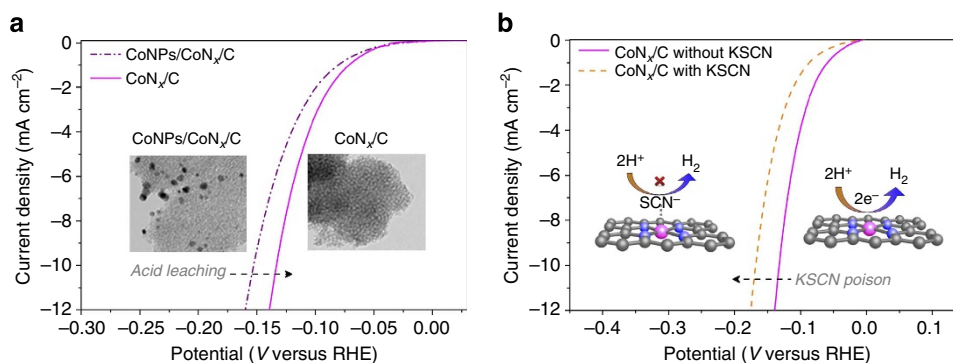 a
CoNPs/CoNₓ/C
CoNₓ/C
0
−2
−4
−6
−8
−10
−12
Current density (mA cm⁻²)
CoNPs/CoNₓ/C
CoNₓ/C
Acid leaching
−0.30
−0.25
−0.20
−0.15
−0.10
−0.05
0.00
Potential (V versus RHE)
b
CoNₓ/C without KSCN
CoNₓ/C with KSCN
0
−2
−4
−6
−8
−10
−12
Current density (mA cm⁻²)
2H⁺
H₂
SCN⁻
2H⁺
H₂
2e⁻
KSCN poison
−0.4
−0.3
−0.2
−0.1
0.0
0.1
Potential (V versus RHE)